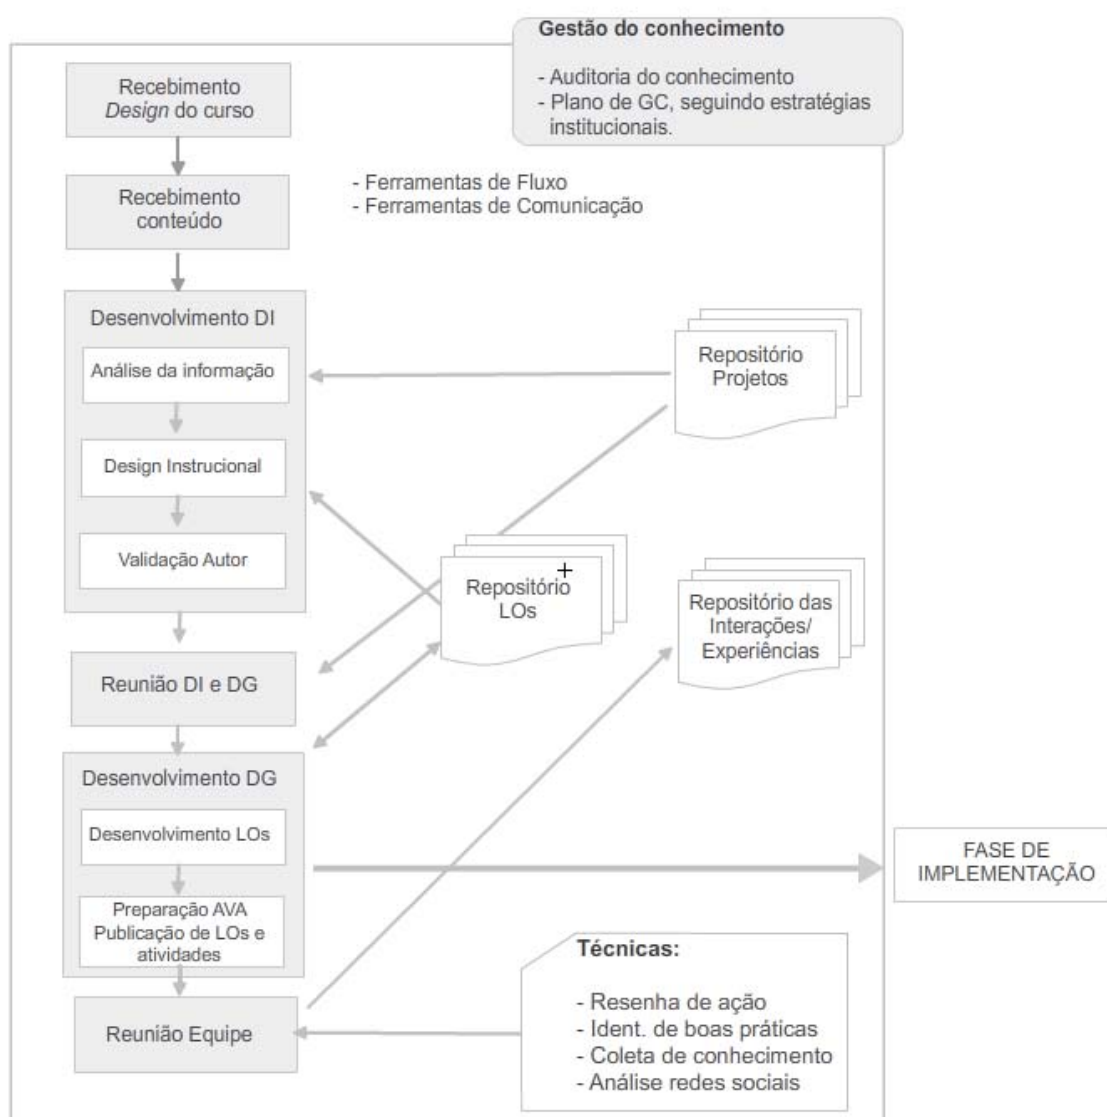 Gestão do conhecimento
- Auditoria do conhecimento
- Plano de GC, seguindo estratégias
institucionais.
Recebimento
Design do curso
Recebimento
conteúdo
- Ferramentas de Fluxo
- Ferramentas de Comunicação
Desenvolvimento DI
Análise da informação
Design Instrucional
Validação Autor
Repositório
Projetos
Repositório
LOs
Repositório das
Interações/
Experiências
Reunião DI e DG
Desenvolvimento DG
Desenvolvimento LOs
Preparação AVA
Publicação de LOs e
atividades
FASE DE
IMPLEMENTAÇÃO
Reunião Equipe
Técnicas:
- Resenha de ação
- Ident. de boas práticas
- Coleta de conhecimento
- Análise redes sociais